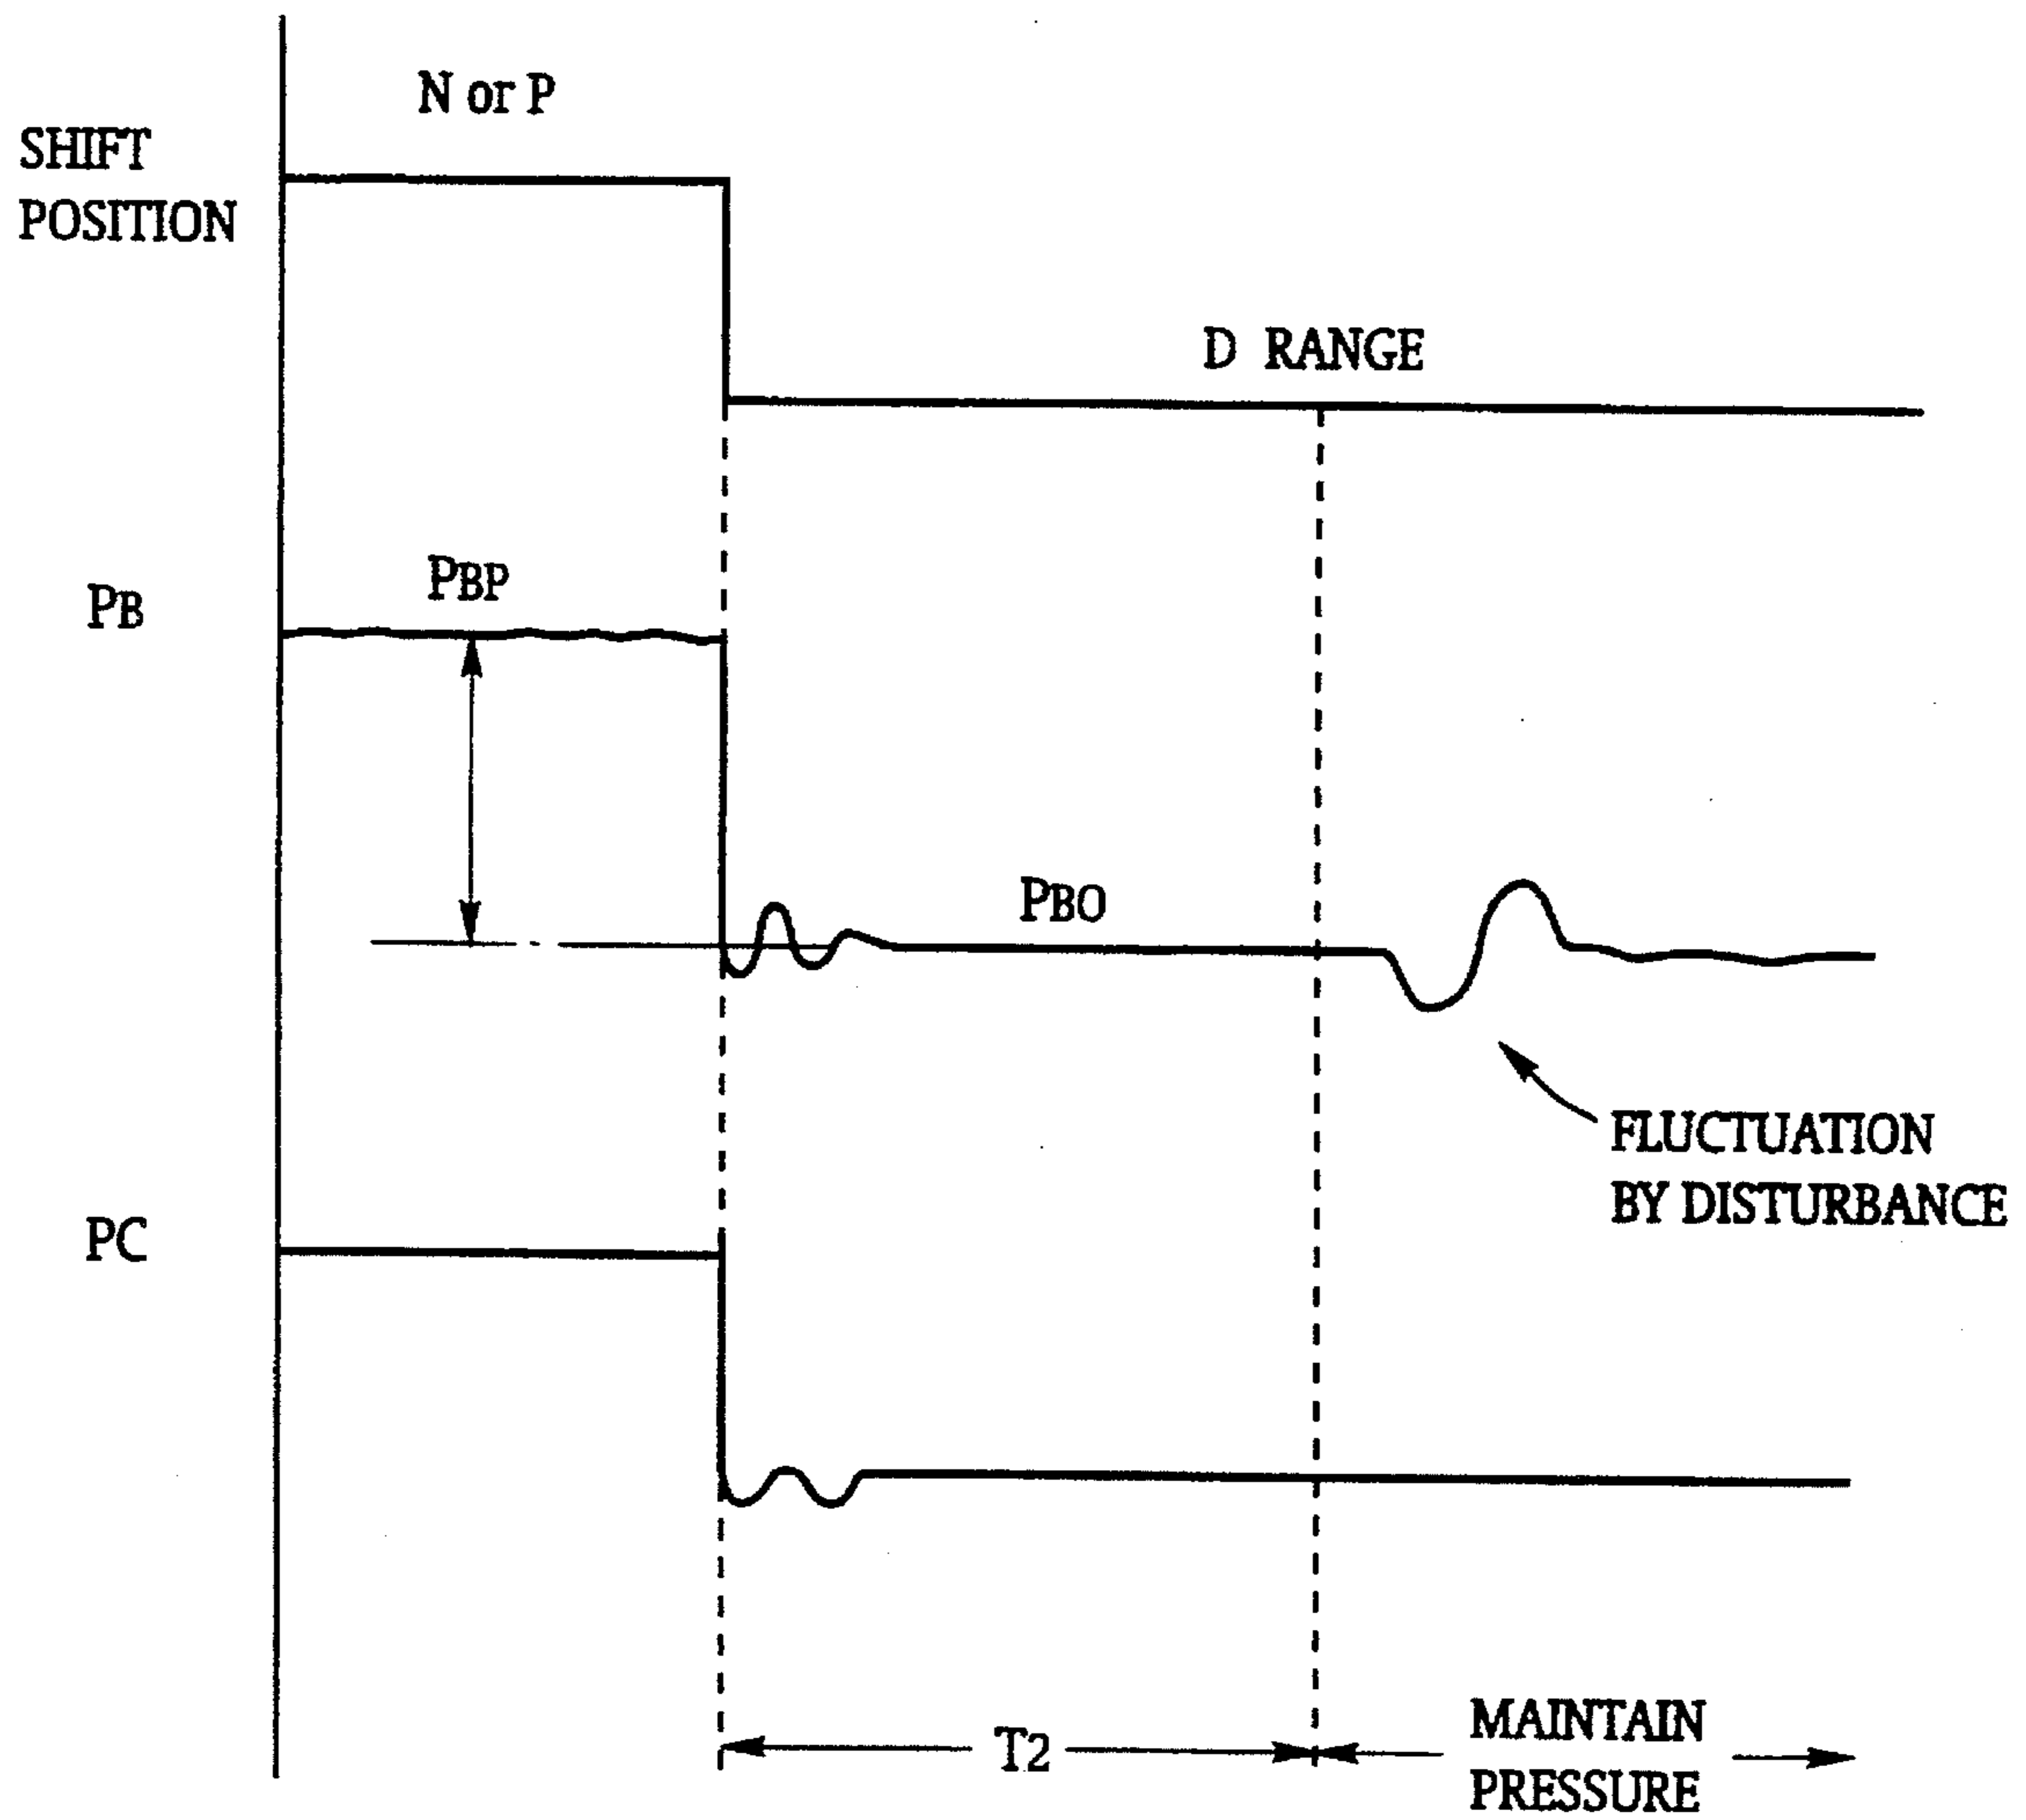 N or P
SHIFT
POSITION
D RANGE
PBP
PB
PBO
FLUCTUATION
BY DISTURBANCE
PC
T2
MAINTAIN
PRESSURE